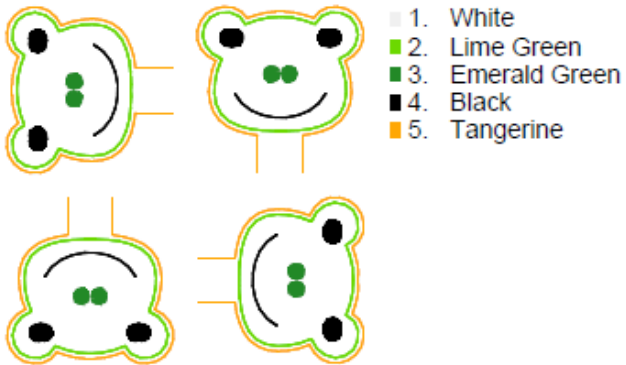 1. White
2. Lime Green
3. Emerald Green
4. Black
5. Tangerine